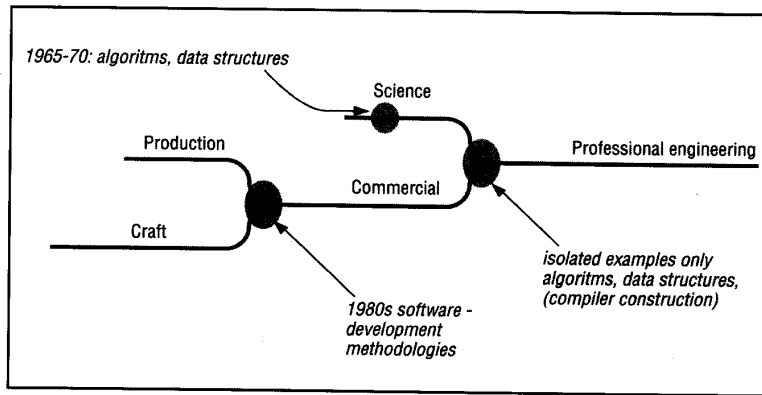 1965-70: algoritms, data structures
Science
Production
Professional engineering
Commercial
Craft
isolated examples only
algoritms, data structures,
(compiler construction)
1980s software -
development
methodologies